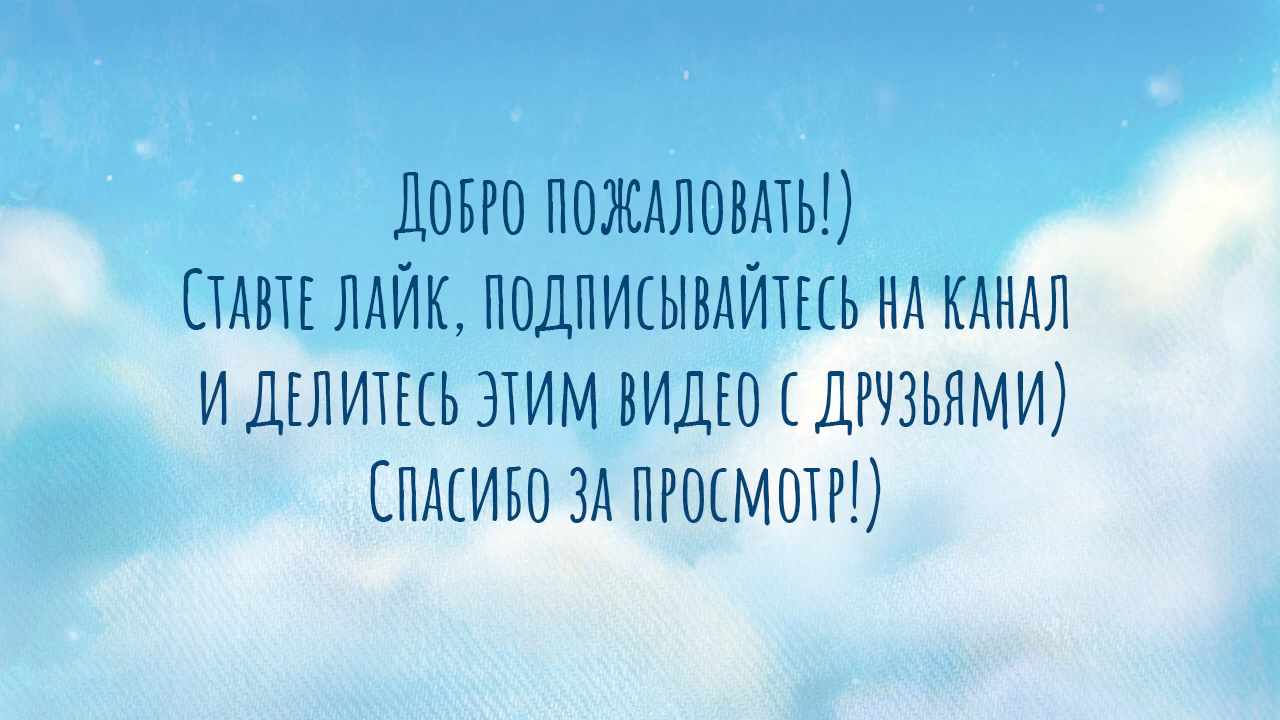 Добро пожаловать!)
Ставте лайк, подписывайтесь на канал
и делитесь этим видео с друзьями)
Спасибо за просмотр!)